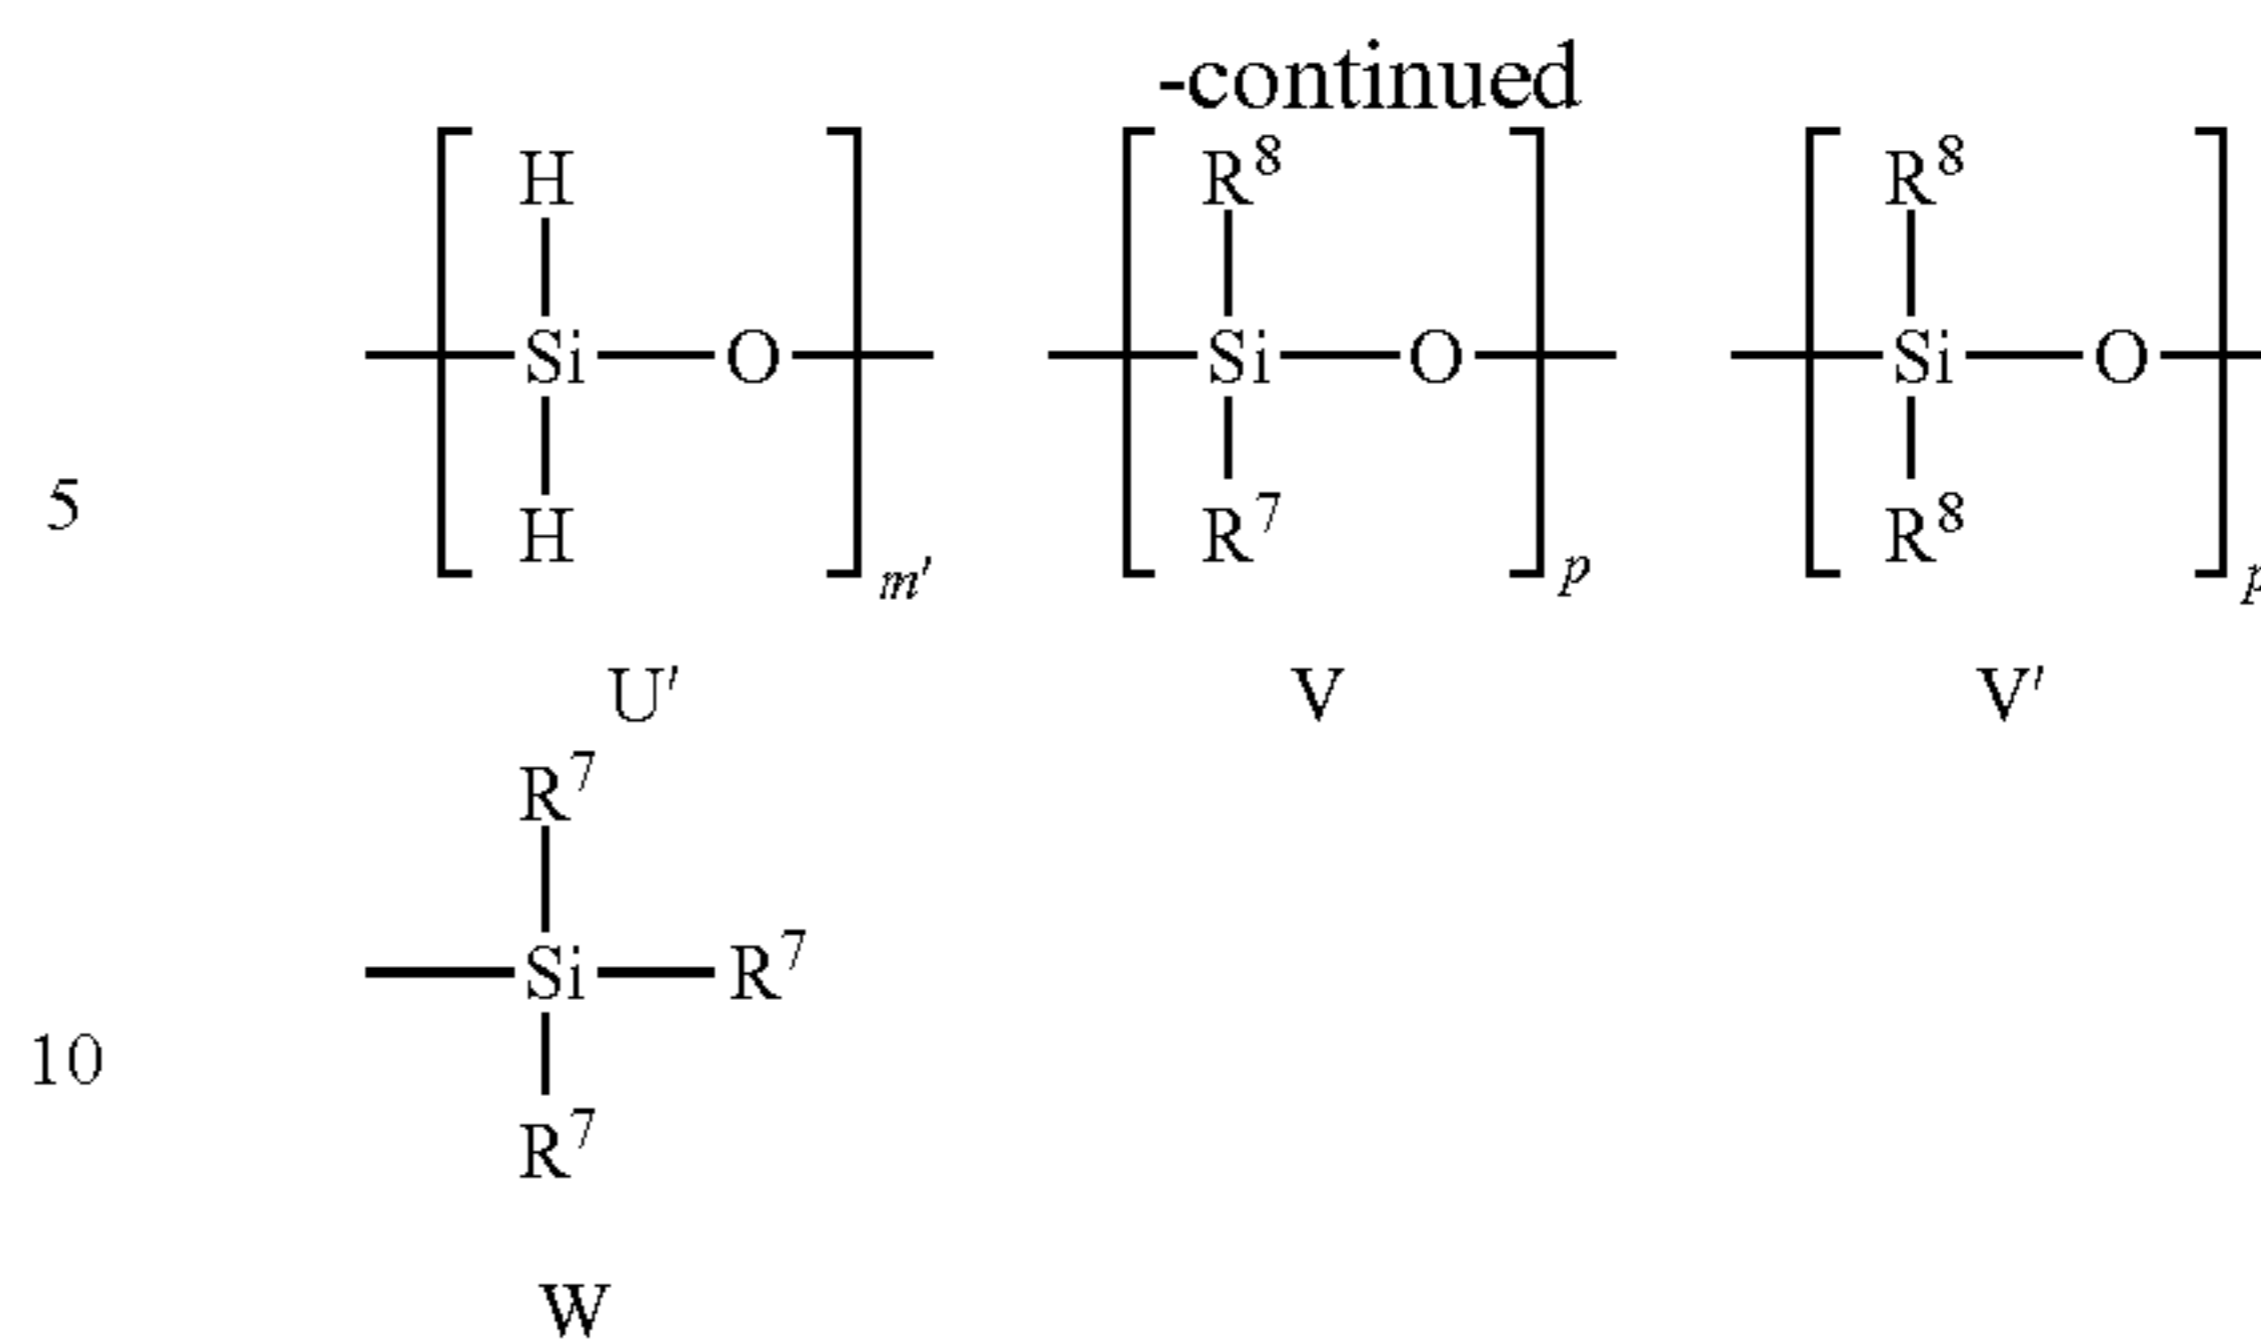 -continued
H R⁸ R⁸
Si O Si O Si O
5
H R⁷ R⁸
m' p p
U' V V'
R⁷
Si R⁷
10
R⁷
W